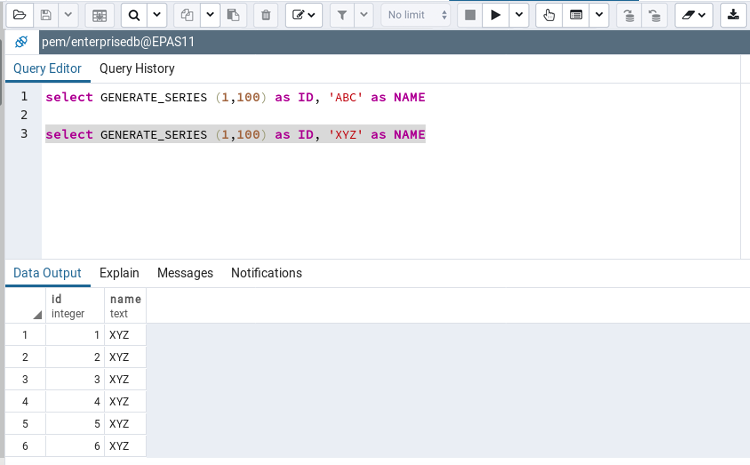 No limit
pem/enterprisedb@EPAS11
Query Editor Query History
1 select GENERATE_SERIES (1,100) as ID, 'ABC' as NAME
2
3 select GENERATE_SERIES (1,100) as ID, 'XYZ' as NAME
Data Output Explain Messages Notifications
id name
integer text
1 1 XYZ
2 2 XYZ
3 3 XYZ
4 4 XYZ
5 5 XYZ
6 6 XYZ